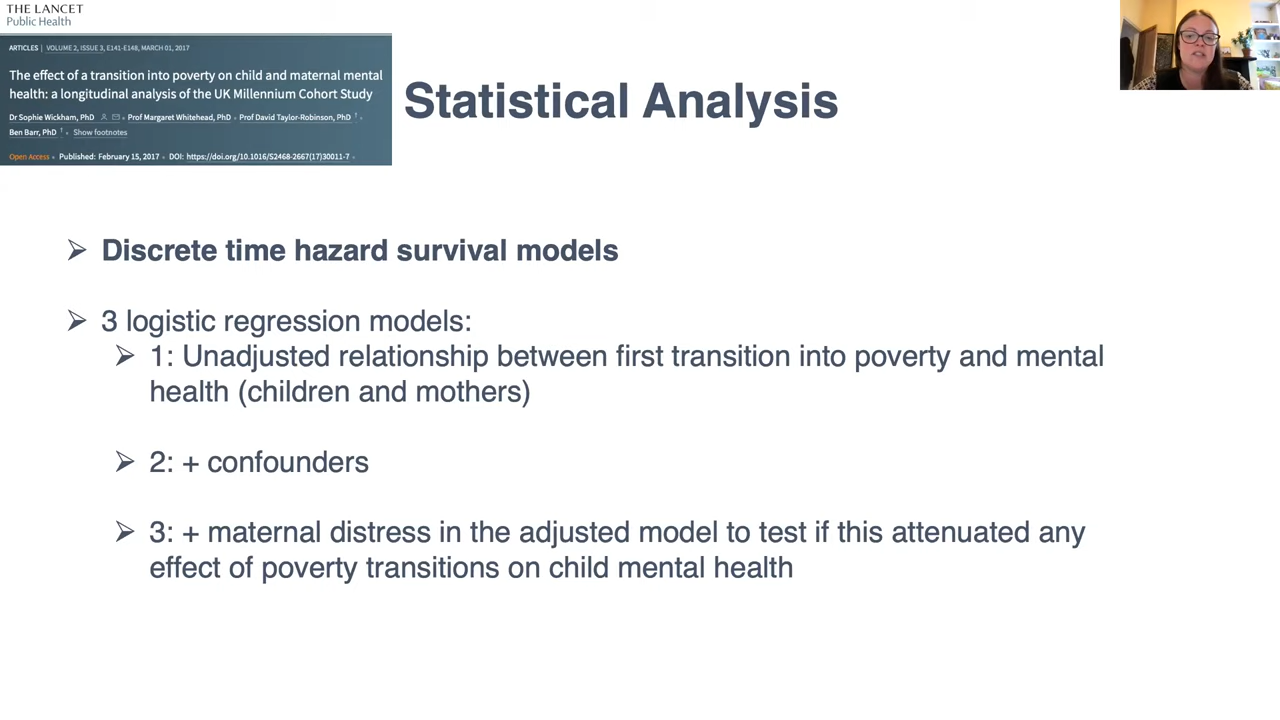 THE LANCET
Public Health
ARTICLES | VOLUME 2, ISSUE 3, E141-E148, MARCH 01, 2017
The effect of a transition into poverty on child and maternal mental
health: a longitudinal analysis of the UK Millennium Cohort Study
Dr Sophie Wickham, PhD • Prof Margaret Whitehead, PhD • Prof David Taylor-Robinson, PhD † •
Ben Barr, PhD † • Show footnotes
Open Access • Published: February 15, 2017 • DOI: https://doi.org/10.1016/S2468-2667(17)30011-7 •
Statistical Analysis
➢ Discrete time hazard survival models
➢ 3 logistic regression models:
➢ 1: Unadjusted relationship between first transition into poverty and mental
health (children and mothers)
➢ 2: + confounders
➢ 3: + maternal distress in the adjusted model to test if this attenuated any
effect of poverty transitions on child mental health